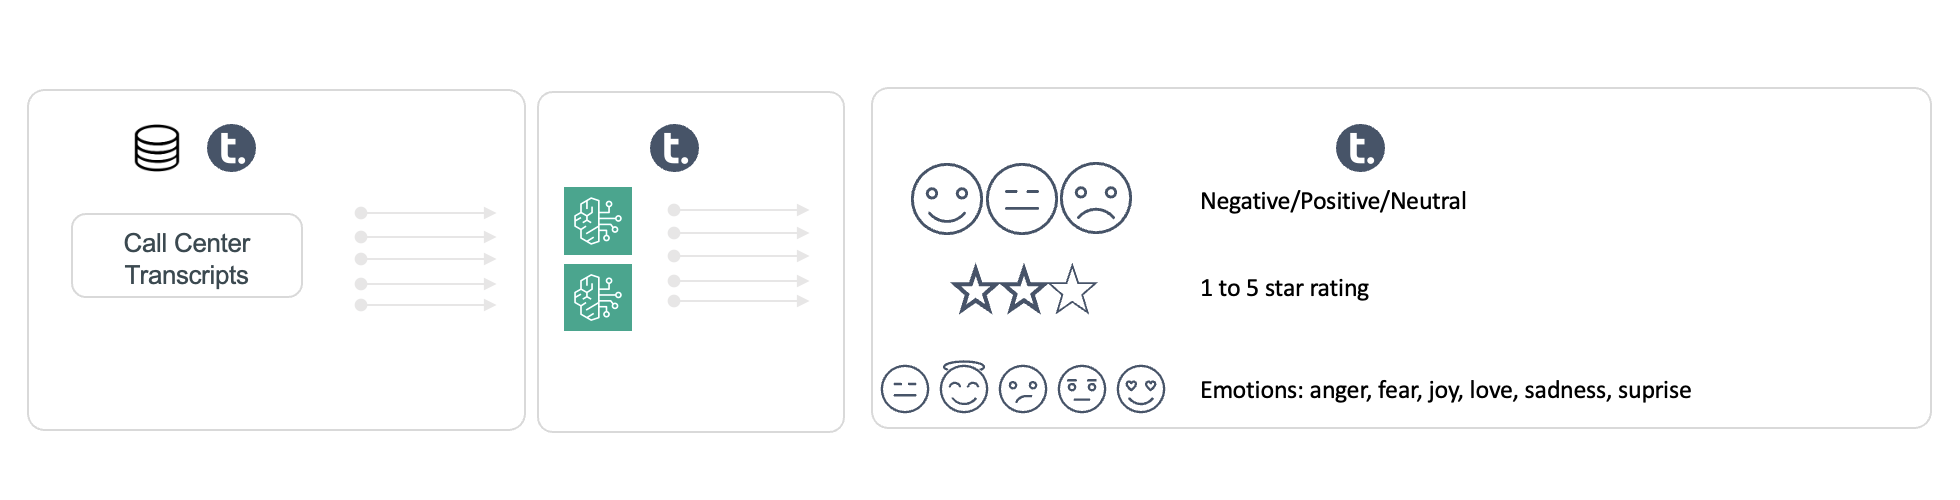 t.
Call Center
Transcripts
t.
t.
Negative/Positive/Neutral
1 to 5 star rating
Emotions: anger, fear, joy, love, sadness, suprise